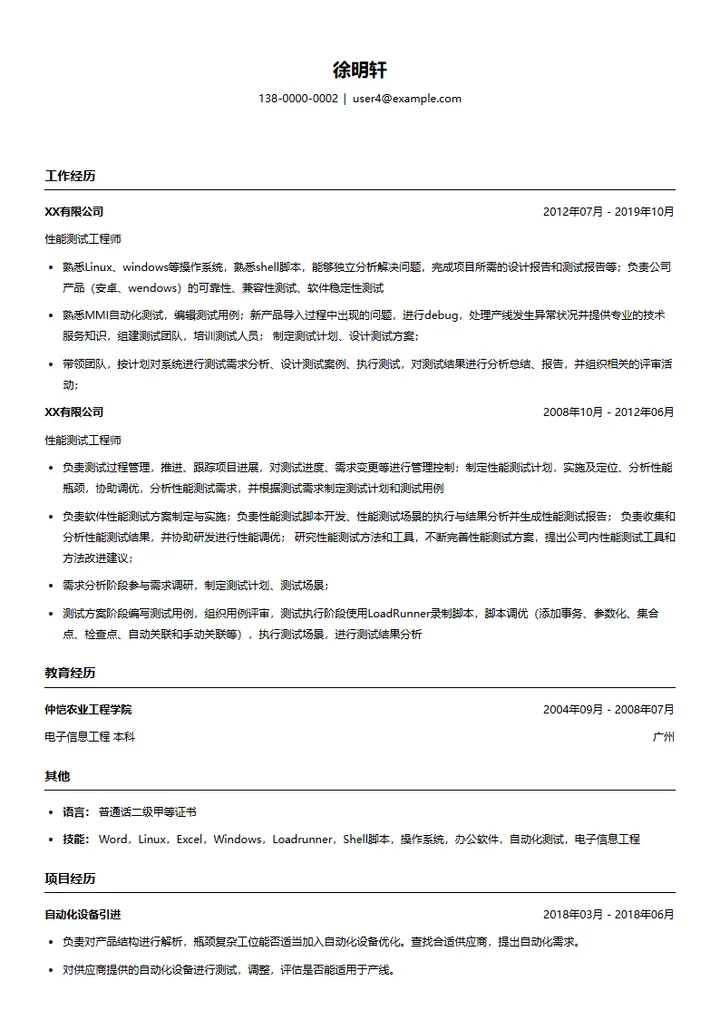 徐明轩
138-0000-0002 | user4@example.com
工作经历
XX有限公司 2012年07月 - 2019年10月
性能测试工程师
• 熟悉Linux、windows等操作系统，熟悉shell脚本，能够独立分析解决问题，完成项目所需的设计报告和测试报告等；负责公司
产品（安卓、wendows）的可靠性、兼容性测试、软件稳定性测试
• 熟悉MMI自动化测试，编辑测试用例；新产品导入过程中出现的问题，进行debug，处理产线发生异常状况并提供专业的技术
服务知识，组建测试团队，培训测试人员； 制定测试计划、设计测试方案；
• 带领团队，按计划对系统进行测试需求分析、设计测试案例、执行测试，对测试结果进行分析总结、报告，并组织相关的评审活
动；
XX有限公司 2008年10月 - 2012年06月
性能测试工程师
• 负责测试过程管理，推进、跟踪项目进展，对测试进度、需求变更等进行管理控制；制定性能测试计划，实施及定位、分析性能
瓶颈，协助调优，分析性能测试需求，并根据测试需求制定测试计划和测试用例
• 负责软件性能测试方案制定与实施；负责性能测试脚本开发、性能测试场景的执行与结果分析并生成性能测试报告； 负责收集和
分析性能测试结果，并协助研发进行性能调优； 研究性能测试方法和工具，不断完善性能测试方案，提出公司内性能测试工具和
方法改进建议；
• 需求分析阶段参与需求调研，制定测试计划、测试场景；
• 测试方案阶段编写测试用例，组织用例评审，测试执行阶段使用LoadRunner录制脚本，脚本调优（添加事务、参数化、集合
点、检查点、自动关联和手动关联等），执行测试场景，进行测试结果分析
教育经历
仲恺农业工程学院 2004年09月 - 2008年07月
电子信息工程 本科 广州
其他
• 语言： 普通话二级甲等证书
• 技能： Word，Linux，Excel，Windows，Loadrunner，Shell脚本，操作系统，办公软件，自动化测试，电子信息工程
项目经历
自动化设备引进 2018年03月 - 2018年06月
• 负责对产品结构进行解析，瓶颈复杂工位能否适当加入自动化设备优化。查找合适供应商，提出自动化需求。
• 对供应商提供的自动化设备进行测试，调整，评估是否能适用于产线。